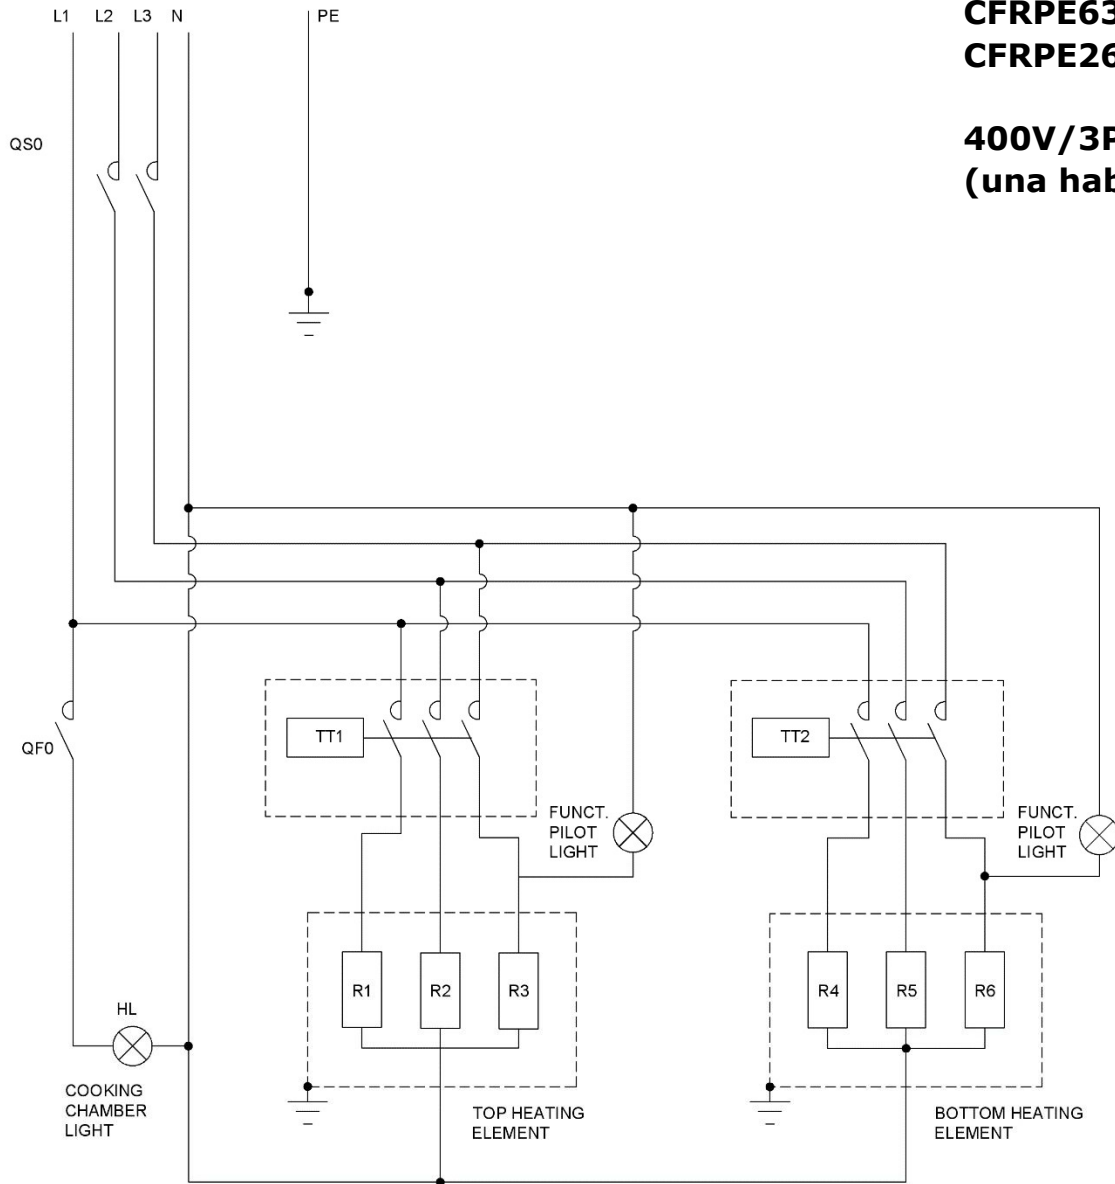 L1 L2 L3 N PE
CFRPE63
CFRPE26
QS0
400V/3P
(una hab
TT1
TT2
QF0
FUNCT.
PILOT
LIGHT
FUNCT.
PILOT
LIGHT
R1 R2 R3
R4 R5 R6
HL
COOKING
CHAMBER
LIGHT
TOP HEATING
ELEMENT
BOTTOM HEATING
ELEMENT